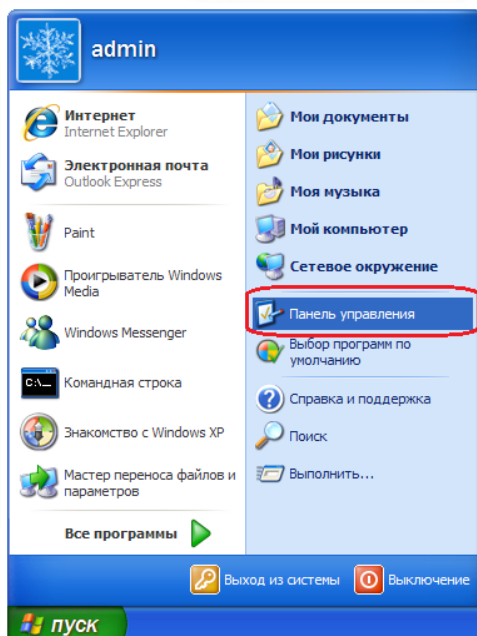 admin
Интернет
Internet Explorer
Электронная почта
Outlook Express
Paint
Проигрыватель Windows
Media
Windows Messenger
C:\_
Командная строка
Знакомство с Windows XP
Мастер переноса файлов и
параметров
Все программы
Мои документы
Мои рисунки
Моя музыка
Мой компьютер
Сетевое окружение
Панель управления
Выбор программ по
умолчанию
Справка и поддержка
Поиск
Выполнить...
Выход из системы
Выключение
пуск